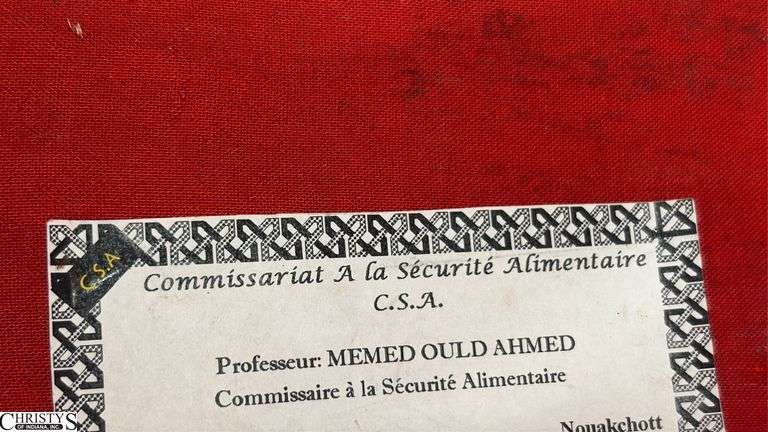 C.S.A
Commissariat A la Sécurité Alimentaire
C.S.A.
Professeur: MEMED OULD AHMED
Commissaire à la Sécurité Alimentaire
Nouakchott
CHRISTY'S
OF INDIANA, INC.